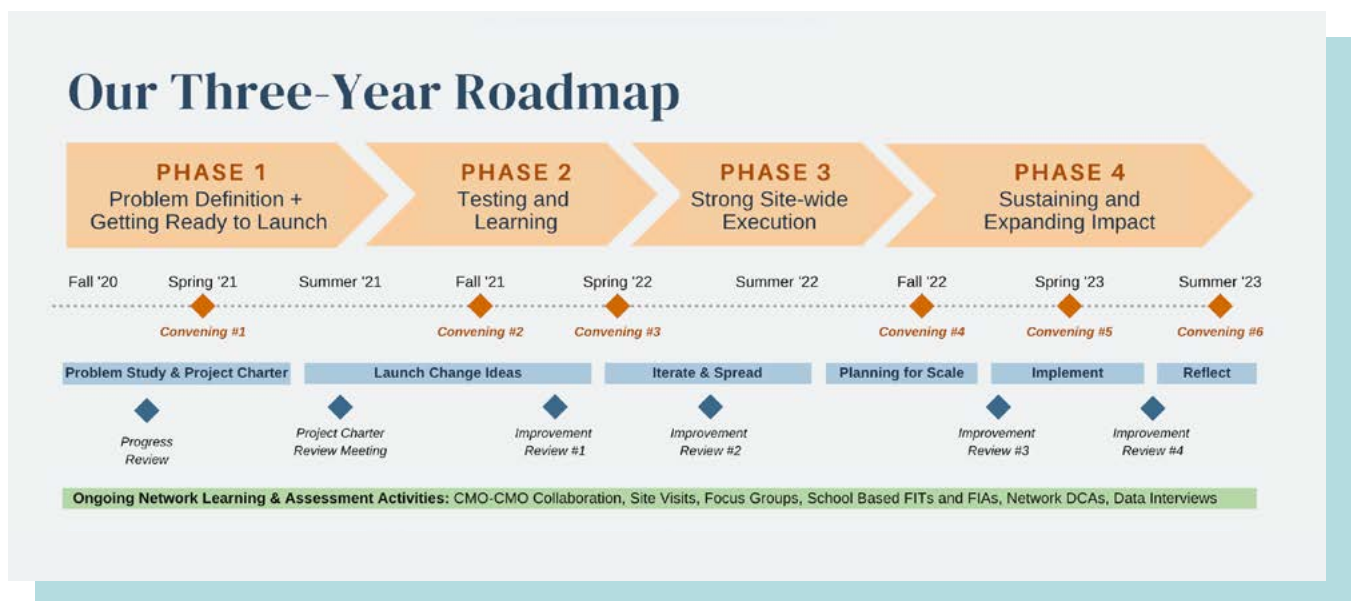 Our Three-Year Roadmap
PHASE 1
Problem Definition +
Getting Ready to Launch
PHASE 2
Testing and
Learning
PHASE 3
Strong Site-wide
Execution
PHASE 4
Sustaining and
Expanding Impact
Fall '20 Spring '21 Summer '21 Fall '21 Spring '22 Summer '22 Fall '22 Spring '23 Summer '23
Convening #1 Convening #2 Convening #3 Convening #4 Convening #5 Convening #6
Problem Study & Project Charter Launch Change Ideas Iterate & Spread Planning for Scale Implement Reflect
Progress
Review
Project Charter
Review Meeting
Improvement
Review #1
Improvement
Review #2
Improvement
Review #3
Improvement
Review #4
Ongoing Network Learning & Assessment Activities: CMO-CMO Collaboration, Site Visits, Focus Groups, School Based FITs and FIAs, Network DCAs, Data Interviews